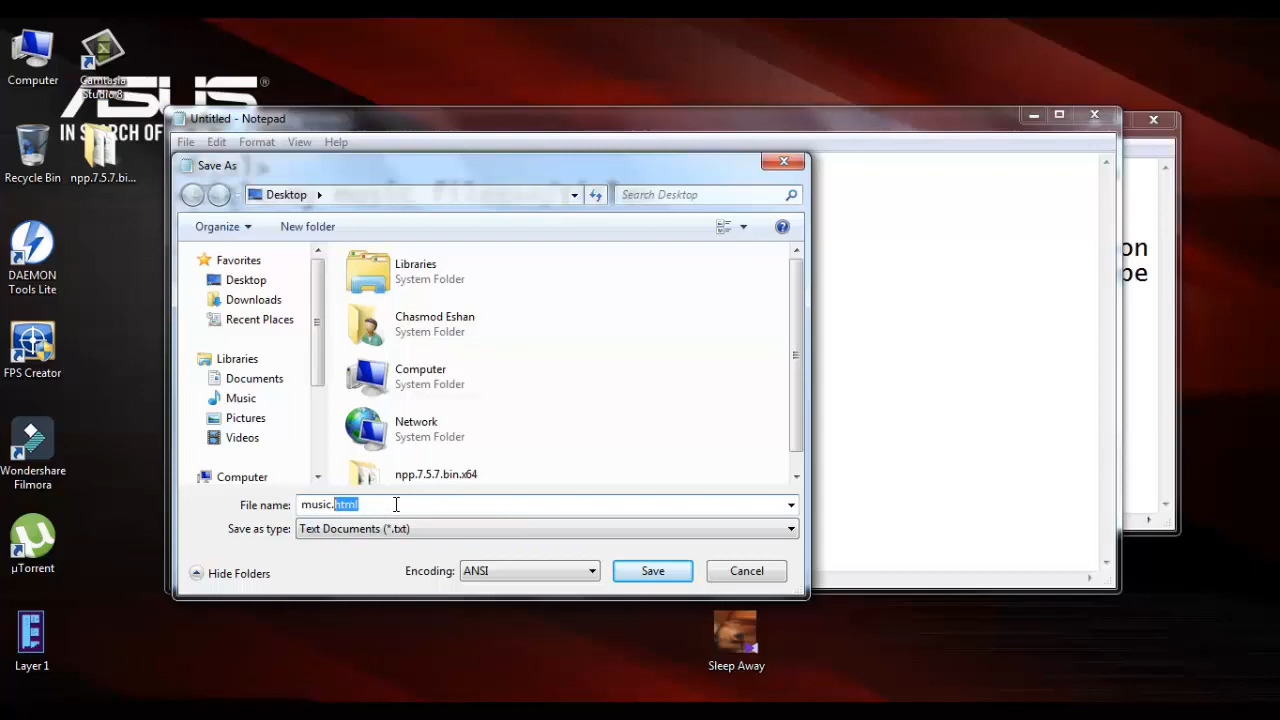 Computer
Camtasia
Studio 8
ASUS®
IN SEARCH OF
Recycle Bin
npp.7.5.7.bi...
DAEMON
Tools Lite
FPS Creator
Wondershare
Filmora
µTorrent
Layer 1
Untitled - Notepad
File Edit Format View Help
Save As
Desktop
Search Desktop
Organize
New folder
Favorites
Desktop
Downloads
Recent Places
Libraries
Documents
Music
Pictures
Videos
Computer
Libraries
System Folder
Chasmod Eshan
System Folder
Computer
System Folder
Network
System Folder
npp.7.5.7.bin.x64
File name: music.html
Save as type: Text Documents (*.txt)
Hide Folders
Encoding: ANSI
Save
Cancel
on
be
Sleep Away